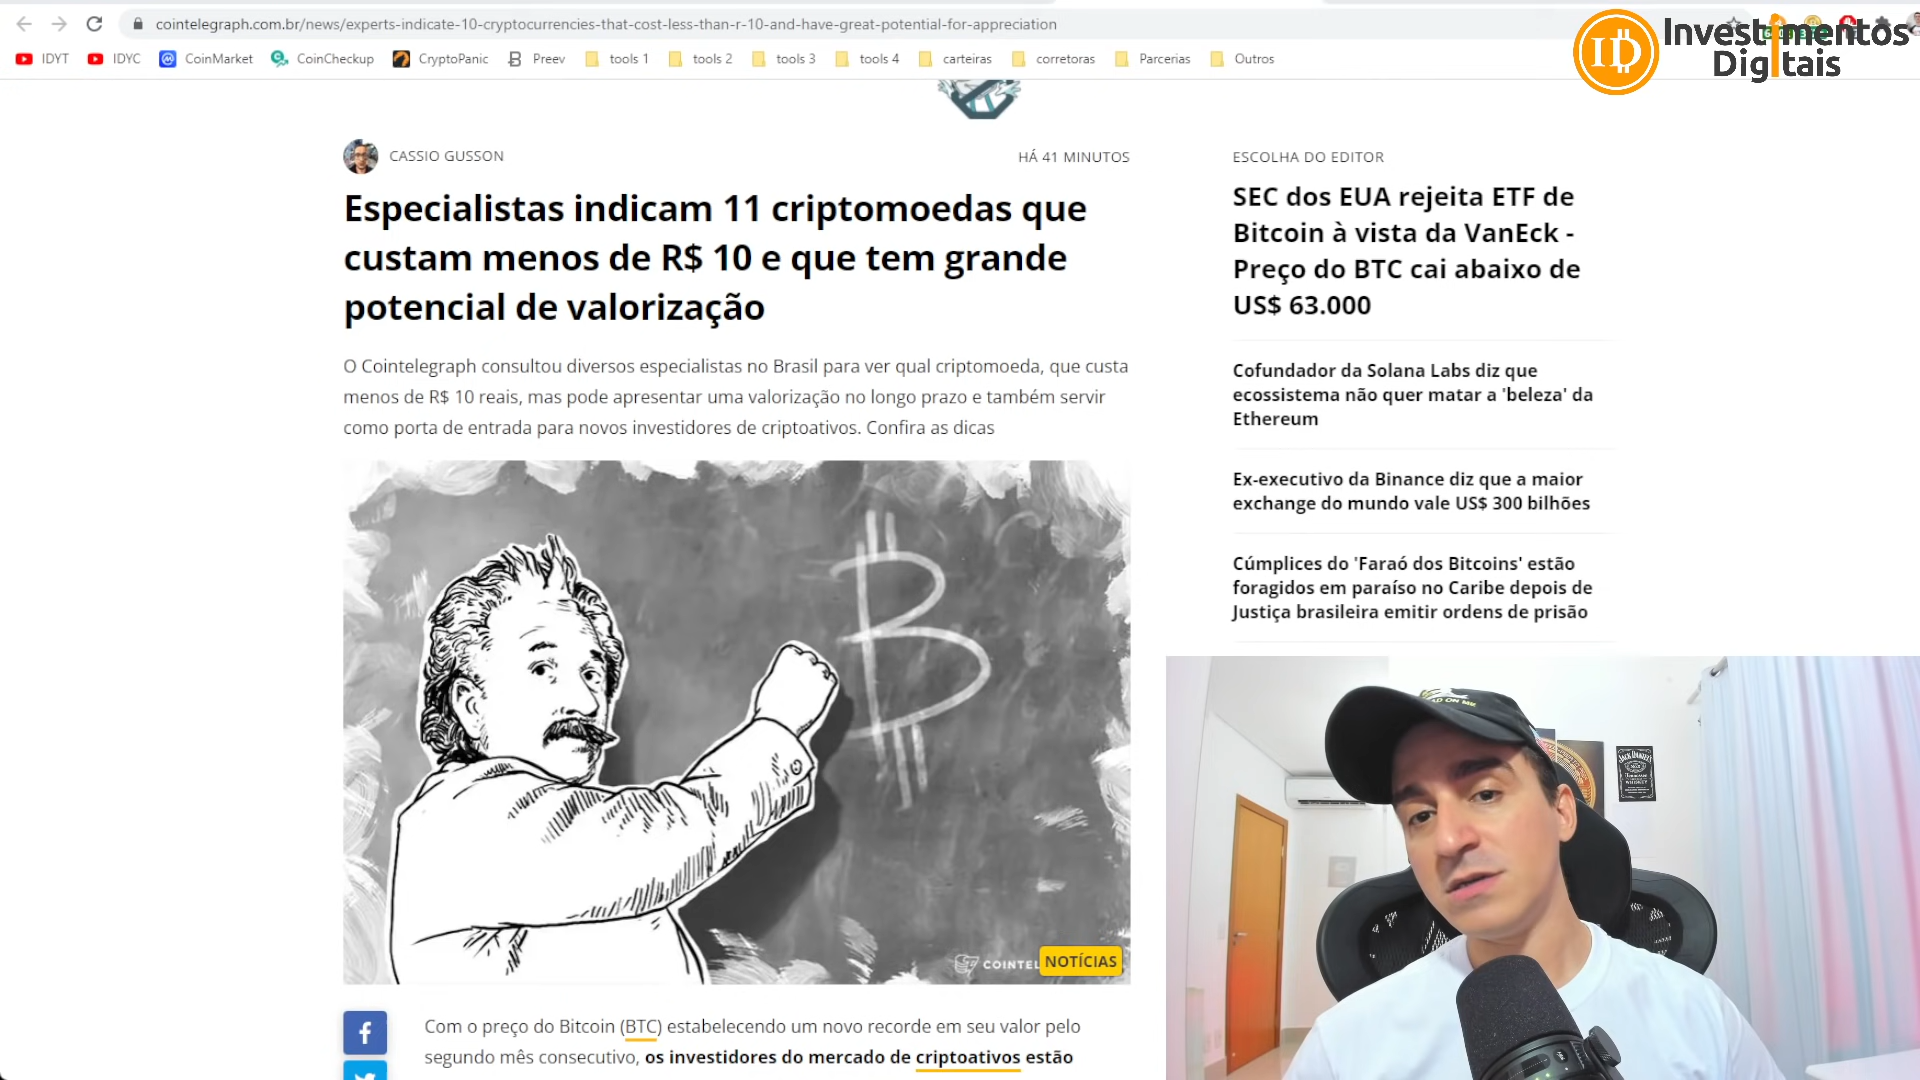 cointelegraph.com.br/news/experts-indicate-10-cryptocurrencies-that-cost-less-than-r-10-and-have-great-potential-for-appreciation
IDYT IDYC CoinMarket CoinCheckup CryptoPanic Preev tools 1 tools 2 tools 3 tools 4 carteiras corretoras Parcerias Outros
Investimentos
Digitais
CASSIO GUSSON
HÁ 41 MINUTOS
Especialistas indicam 11 criptomoedas que
custam menos de R$ 10 e que tem grande
potencial de valorização
O Cointelegraph consultou diversos especialistas no Brasil para ver qual criptomoeda, que custa
menos de R$ 10 reais, mas pode apresentar uma valorização no longo prazo e também servir
como porta de entrada para novos investidores de criptoativos. Confira as dicas
COINTEL
NOTÍCIAS
Com o preço do Bitcoin (BTC) estabelecendo um novo recorde em seu valor pelo
segundo mês consecutivo, os investidores do mercado de criptoativos estão
ESCOLHA DO EDITOR
SEC dos EUA rejeita ETF de
Bitcoin à vista da VanEck -
Preço do BTC cai abaixo de
US$ 63.000
Cofundador da Solana Labs diz que
ecossistema não quer matar a 'beleza' da
Ethereum
Ex-executivo da Binance diz que a maior
exchange do mundo vale US$ 300 bilhões
Cúmplices do 'Faraó dos Bitcoins' estão
foragidos em paraíso no Caribe depois de
Justiça brasileira emitir ordens de prisão
JACK DANIEL'S
Tennessee
WHISKEY